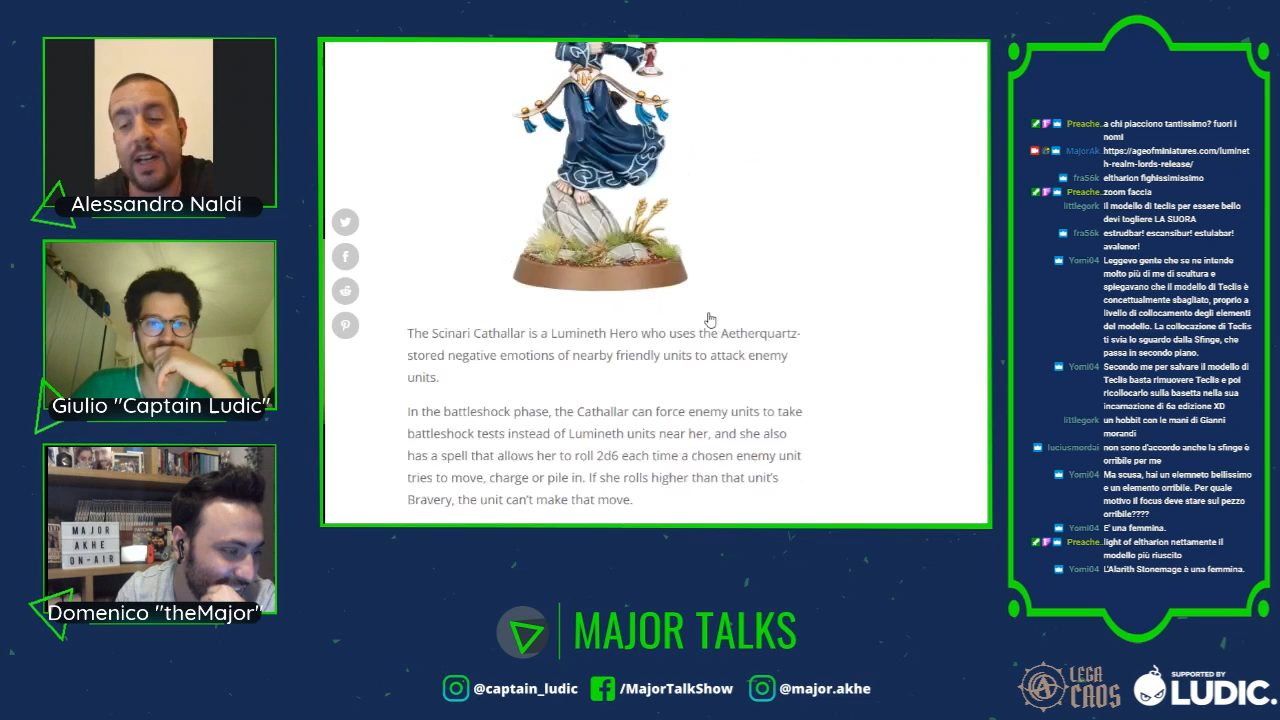 Alessandro Naldi
Giulio "Captain Ludic"
MAJOR
AKHE
ON-AIR
Domenico "theMajor"
The Scinari Cathallar is a Lumineth Hero who uses the Aetherquartz-
stored negative emotions of nearby friendly units to attack enemy
units.
In the battleshock phase, the Cathallar can force enemy units to take
battleshock tests instead of Lumineth units near her, and she also
has a spell that allows her to roll 2d6 each time a chosen enemy unit
tries to move, charge or pile in. If she rolls higher than that unit's
Bravery, the unit can't make that move.
MAJOR TALKS
@captain_ludic /MajorTalkShow @major.akhe
Preache.. a chi piacciono tantissimo? fuori i
nomi
MajorAk https://ageofminiatures.com/luminet
h-realm-lords-release/
fra56k eltharion fighissimissimo
Preache.. zoom faccia
littlegork Il modello di teclis per essere bello
devi togliere LA SUORA
fra56k estrudbar! escansibur! estulabar!
avalenor!
Yomi04 Leggevo gente che se ne intende
molto più di me di scultura e
spiegavano che il modello di Teclis è
concettualmente sbagliato, proprio a
livello di collocamento degli elementi
del modello. La collocazione di Teclis
ti svia lo sguardo dalla Sfinge, che
passa in secondo piano.
Yomi04 Secondo me per salvare il modello di
Teclis basta rimuovere Teclis e poi
ricollocarlo sulla basetta nella sua
incarnazione di 6a edizione XD
littlegork un hobbit con le mani di Gianni
morandi
luciusmordai non sono d'accordo anche la sfinge è
orribile per me
Yomi04 Ma scusa, hai un elemneto bellissimo
e un elemento orribile. Per quale
motivo il focus deve stare sul pezzo
orribile????
Yomi04 E' una femmina.
Preache.. light of eltharion nettamente il
modello più riuscito
Yomi04 L'Alarith Stonemage è una femmina.
LEGA
CAOS
SUPPORTED BY
LUDIC.